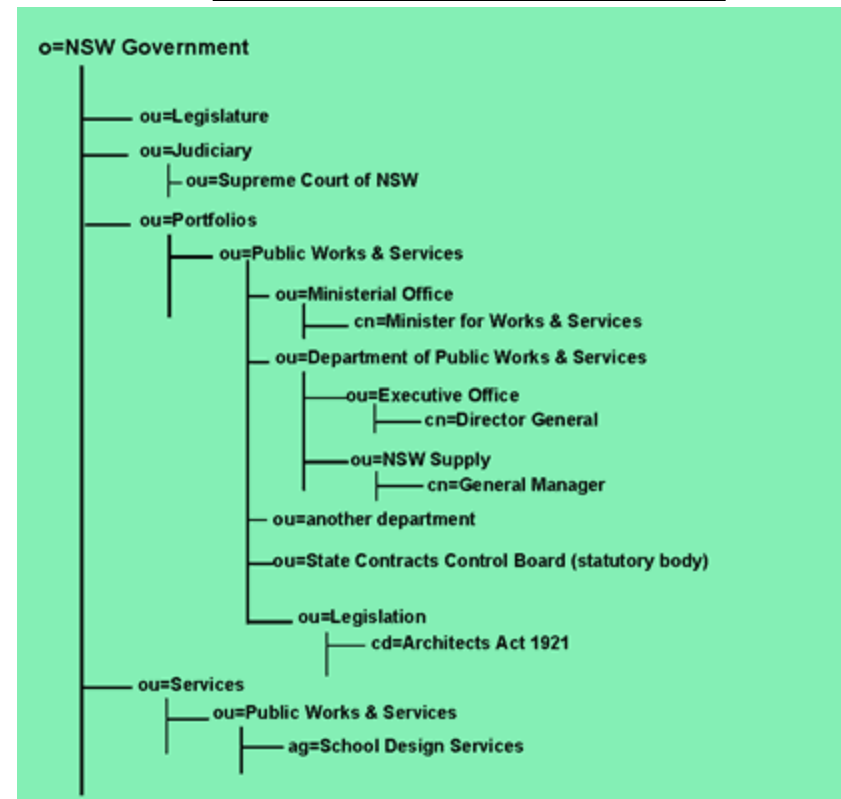 o=NSW Government
ou=Legislature
ou=Judiciary
ou=Supreme Court of NSW
ou=Portfolios
ou=Public Works & Services
ou=Ministerial Office
cn=Minister for Works & Services
ou=Department of Public Works & Services
ou=Executive Office
cn=Director General
ou=NSW Supply
cn=General Manager
ou=another department
ou=State Contracts Control Board (statutory body)
ou=Legislation
cd=Architects Act 1921
ou=Services
ou=Public Works & Services
ag=School Design Services